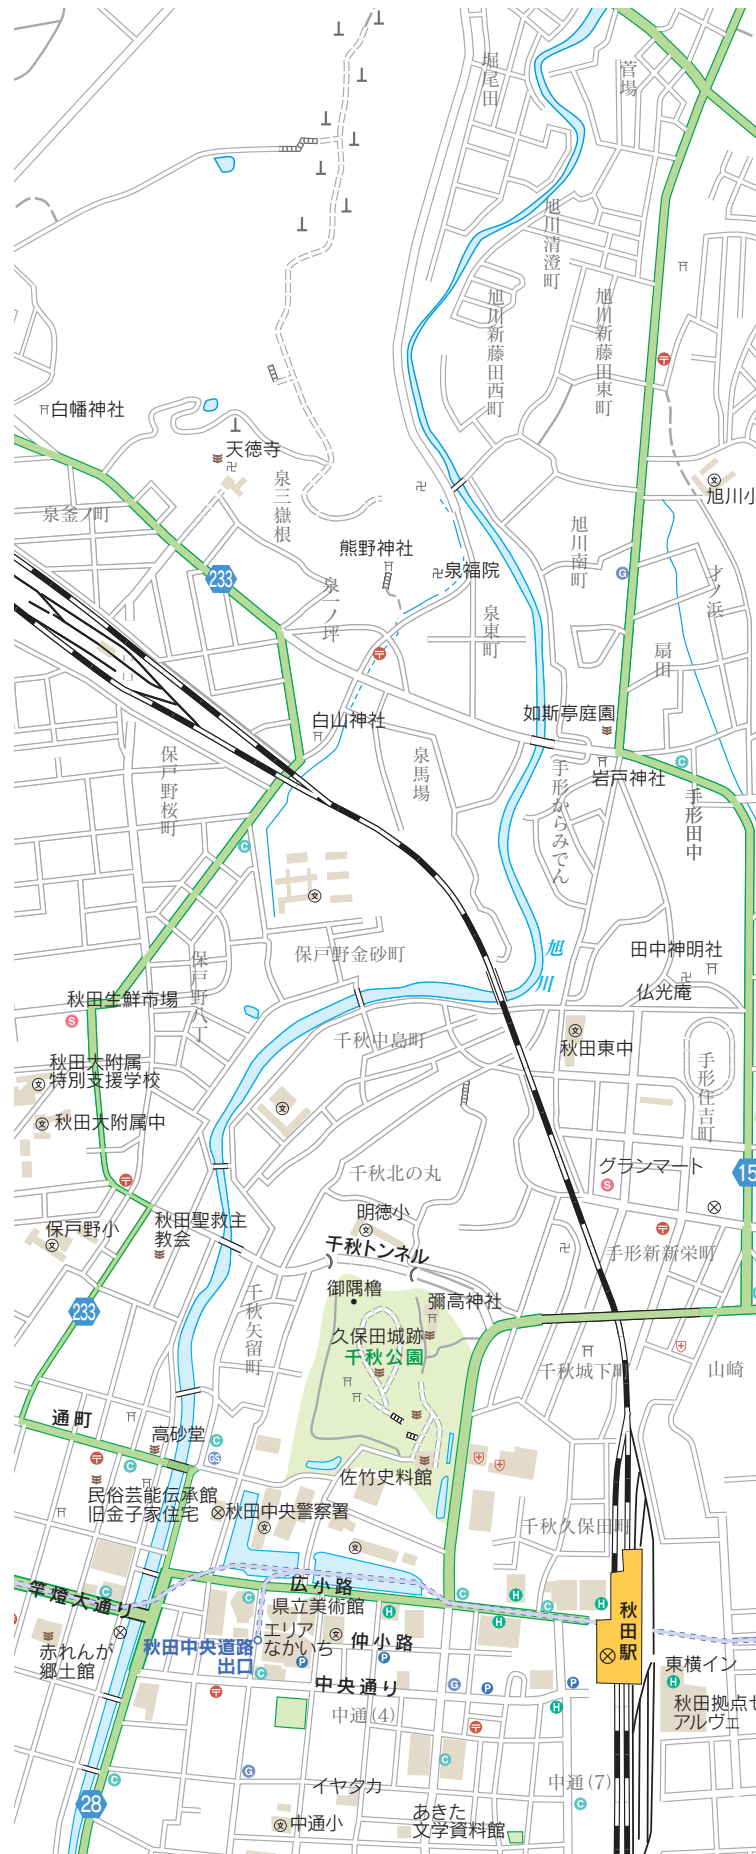 堀尾田
菅場
旭川清澄町
旭川新藤田西町
旭川新藤田東町
白幡神社
天徳寺
泉三嶽根
泉釜ノ町
旭川小
熊野神社
旭川南町
才ノ浜
233
泉福院
泉一ノ坪
泉東町
扇田
白山神社
如斯亭庭園
保戸野桜町
泉馬場
手形からみでん
岩戸神社
手形田中
旭川
田中神明社
保戸野金砂町
保戸野八丁
仏光庵
秋田生鮮市場
千秋中島町
秋田東中
秋田大附属
特別支援学校
手形住吉町
秋田大附属中
グランマート
15
千秋北の丸
秋田聖救主
教会
明徳小
保戸野小
千秋トンネル
手形新新栄町
御隅櫓
彌高神社
233
千秋矢留町
久保田城跡
千秋公園
千秋城下町
山崎
通町
高砂堂
GS
佐竹史料館
民俗芸能伝承館
旧金子家住宅
秋田中央警察署
千秋久保田町
竿燈大通り
広小路
県立美術館
秋田駅
エリア
なかいち
仲小路
赤れんが
郷土館
秋田中央道路
出口
東横イン
中央通り
秋田拠点セ
アルヴェ
中通(4)
中通(7)
イヤタカ
28
中通小
あきた
文学資料館